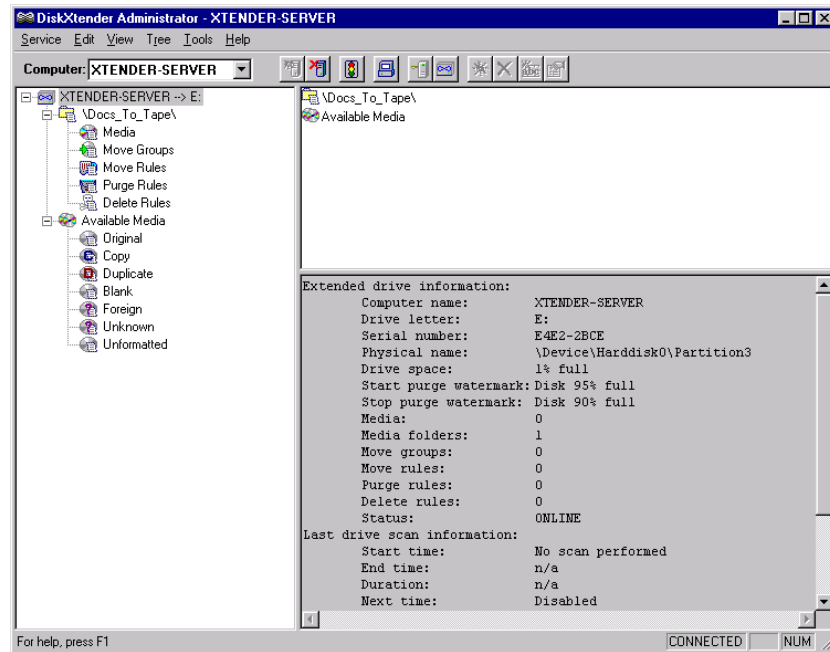 DiskXtender Administrator - XTENDER-SERVER
Service Edit View Tree Tools Help
Computer: XTENDER-SERVER
XTENDER-SERVER --> E:
\Docs_To_Tape\
Media
Move Groups
Move Rules
Purge Rules
Delete Rules
Available Media
Original
Copy
Duplicate
Blank
Foreign
Unknown
Unformatted
\Docs_To_Tape\
Available Media
Extended drive information:
Computer name: XTENDER-SERVER
Drive letter: E:
Serial number: E4E2-2BCE
Physical name: \Device\Harddisk0\Partition3
Drive space: 1% full
Start purge watermark: Disk 95% full
Stop purge watermark: Disk 90% full
Media: 0
Media folders: 1
Move groups: 0
Move rules: 0
Purge rules: 0
Delete rules: 0
Status: ONLINE
Last drive scan information:
Start time: No scan performed
End time: n/a
Duration: n/a
Next time: Disabled
For help, press F1
CONNECTED
NUM